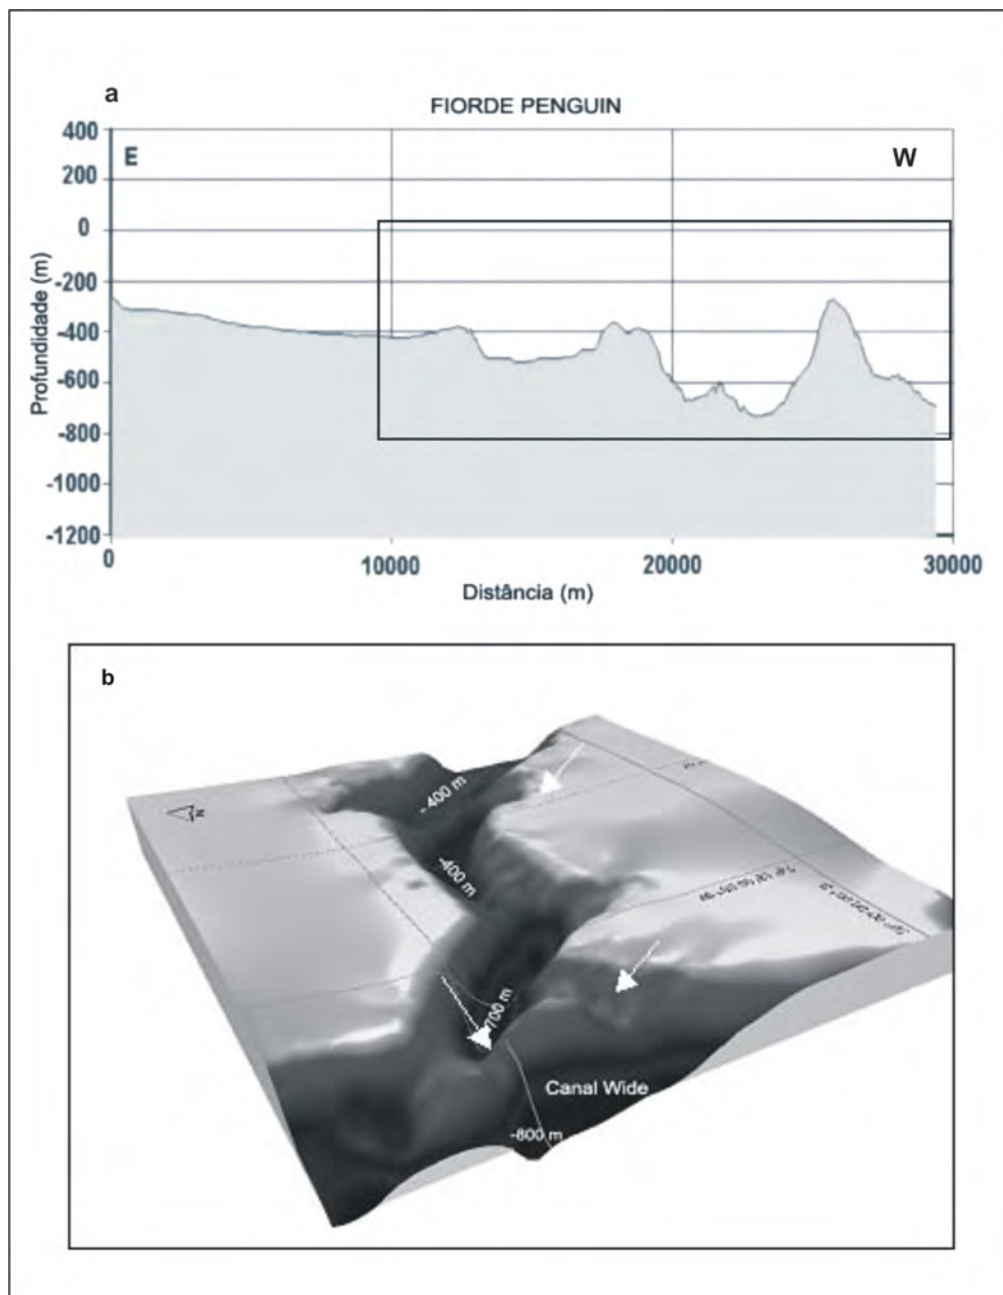 a
FIORDE PENGUIN
E
W
400
200
0
-200
-400
-600
-800
-1000
-1200
Profundidade (m)
0
10000
20000
30000
Distância (m)
b
N
- 400 m
-400 m
-700 m
Canal Wide
-800 m